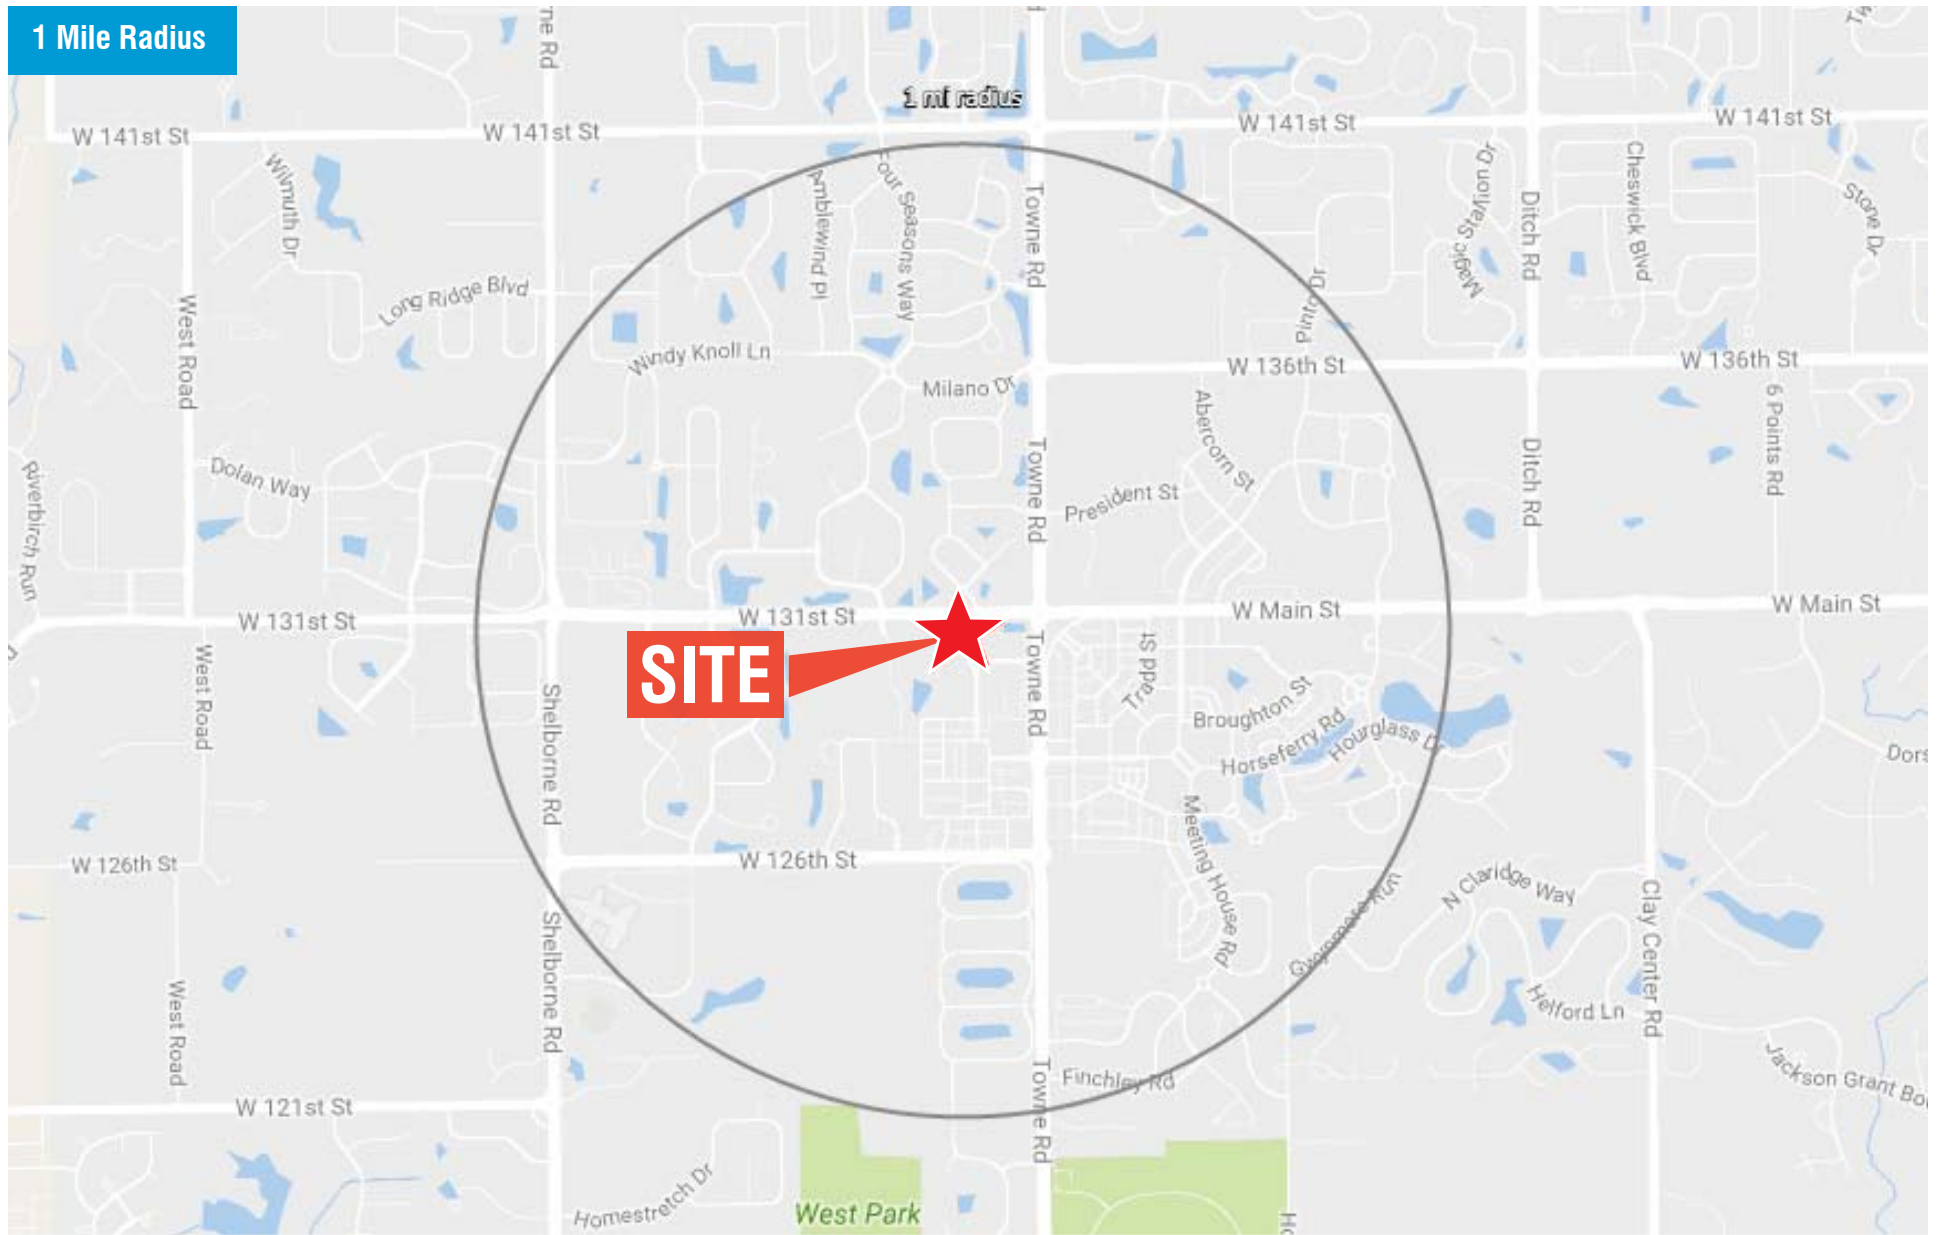 1 Mile Radius
1 mi radius
W 141st St
W 141st St
W 141st St
W 141st St
Wilmuth Dr
Amblewind Pl
Four Seasons Way
Towne Rd
Pinto Dr
Magic Stallion Dr
Ditch Rd
Cheswick Blvd
Stone Dr
West Road
Long Ridge Blvd
Windy Knoll Ln
Milano Dr
W 136th St
W 136th St
6 Points Rd
Abercorn St
Dolan Way
Riverbirch Run
President St
Towne Rd
Ditch Rd
W 131st St
W 131st St
W Main St
W Main St
SITE
West Road
Shelborne Rd
Towne Rd
Broughton St
Horseferry Rd
Hourglass Dr
Dors
Meeting House Rd
W 126th St
W 126th St
Gwynmere Run
N Claridge Way
Helford Ln
Clay Center Rd
West Road
Shelborne Rd
Towne Rd
Finchley Rd
Jackson Grant Bo
W 121st St
Homestretch Dr
West Park